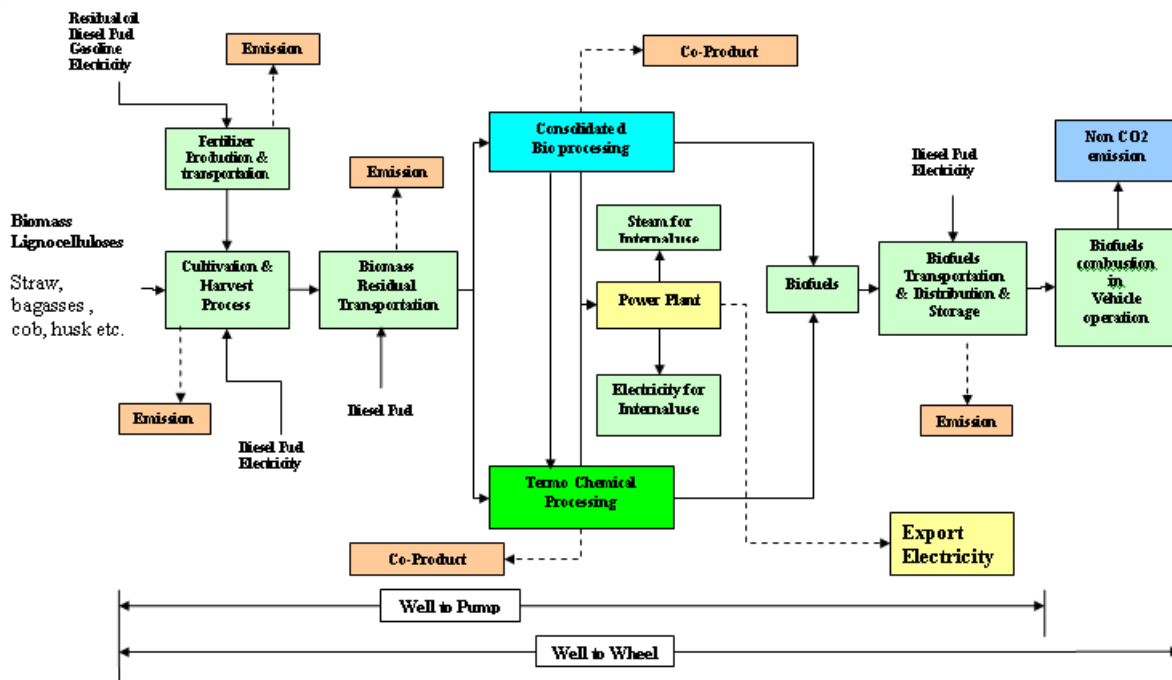 Residual oil
Diesel Fuel
Gasoline
Electricity
Emission
Co-Product
Fertilizer
Production &
transportation
Consolidated
Bio processing
Emission
Diesel Fuel
Electricity
Non CO2
emission
Biomass
Lignocelluloses
Straw,
bagasses ,
cob, husk etc.
Cultivation &
Harvest
Process
Biomass
Residual
Transportation
Steam for
Internal use
Power Plant
Electricity for
Internal use
Biofuels
Biofuels
Transportation
& Distribution &
Storage
Biofuels
combustion
in
Vehicle
operation
Emission
Diesel Fuel
Electricity
Diesel Fuel
Emission
Termo Chemical
Processing
Co-Product
Export
Electricity
Well to Pump
Well to Wheel